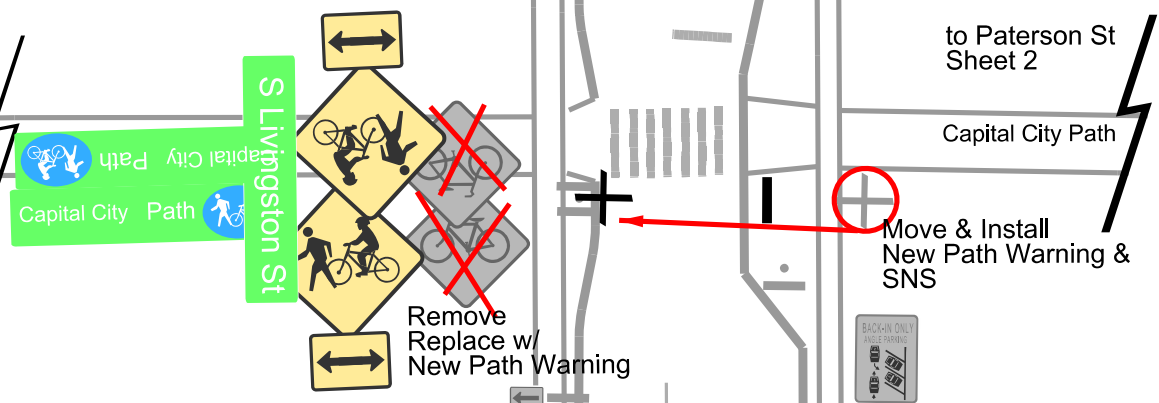 to Paterson St
Sheet 2
Capital City Path
S Livingston St
Capital City Path
Capital City Path
Move & Install
New Path Warning &
SNS
Remove
Replace w/
New Path Warning
BACK-IN ONLY
ANGLE PARKING